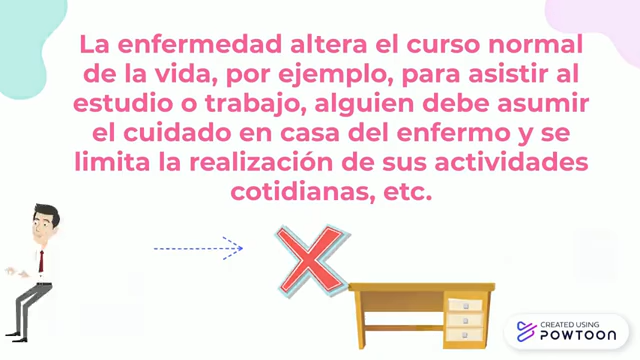 La enfermedad altera el curso normal
de la vida, por ejemplo, para asistir al
estudio o trabajo, alguien debe asumir
el cuidado en casa del enfermo y se
limita la realización de sus actividades
cotidianas, etc.
CREATED USING
POWTOON